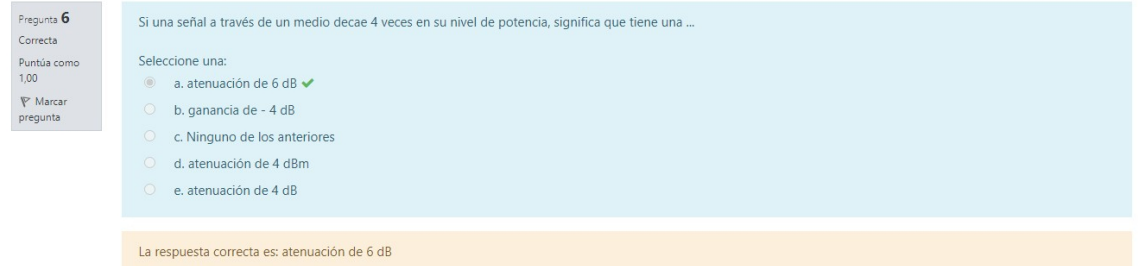 Pregunta 6
Correcta
Puntúa como
1,00
Marcar
pregunta
Si una señal a través de un medio decae 4 veces en su nivel de potencia, significa que tiene una ...
Seleccione una:
a. atenuación de 6 dB
b. ganancia de - 4 dB
c. Ninguno de los anteriores
d. atenuación de 4 dBm
e. atenuación de 4 dB
La respuesta correcta es: atenuación de 6 dB